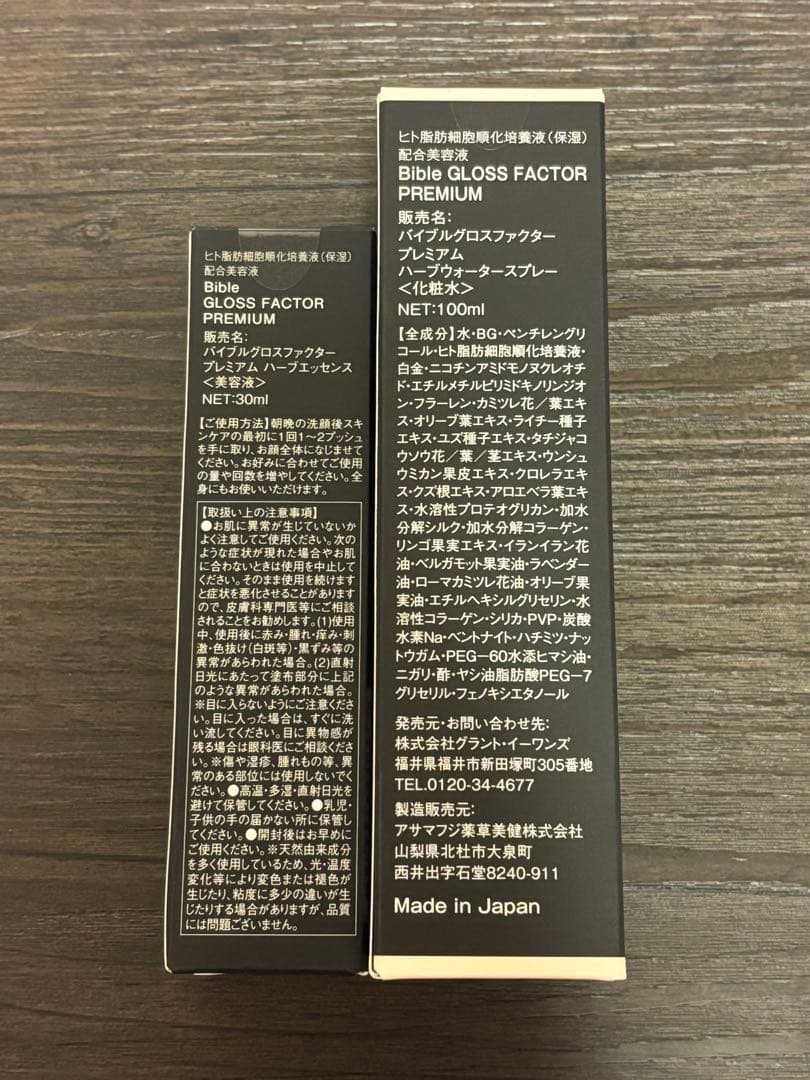 ヒト脂肪細胞順化培養液(保湿)
配合美容液
Bible
GLOSS FACTOR
PREMIUM
販売名:
バイブルグロスファクター
プレミアム ハーブエッセンス
<美容液>
NET:30ml
【ご使用方法】朝晩の洗顔後スキ
ンケアの最初に1回1〜2プッシュ
を手に取り、お顔全体になじませ
てください。お好みに合わせてご使用
の量や回数を増やしてください。全
身にもお使いいただけます。
【取扱い上の注意事項】
●お肌に異常が生じていないか
よく注意してご使用ください。次の
ような症状が現れた場合やお肌
に合わないときは使用を中止して
ください。そのまま使用を続けます
と症状を悪化させることがあります
ので、皮膚科専門医等にご相談
されることをお勧めします。(1)使用
中、使用後に赤み・腫れ・痒み・刺
激・色抜け(白斑等)・黒ずみ等の
異常があらわれた場合。(2)直射
日光にあたって塗布部分に上記
のような異常があらわれた場合。
※目に入らないようにご注意くださ
い。目に入った場合は、すぐに洗
い流してください。目に異物感が
残る場合は眼科医にご相談くださ
い。※傷や湿疹、腫れもの等、異
常のある部位には使用しないでく
ださい。●高温・多湿・直射日光を
避けて保管してください。●乳児・
子供の手の届かない所に保管し
てください。●開封後はお早めに
ご使用ください。※天然由来成分
を多く使用しているため、光・温度
変化等により変色または褪色が
生じたり、粘度に多少の違いが生
じたりする場合がありますが、品質
には問題ございません。
ヒト脂肪細胞順化培養液(保湿)
配合美容液
Bible GLOSS FACTOR
PREMIUM
販売名:
バイブルグロスファクター
プレミアム
ハーブウォータースプレー
<化粧水>
NET:100ml
【全成分】水・BG・ペンチレングリ
コール・ヒト脂肪細胞順化培養液・
白金・ニコチンアミドモノヌクレオチ
ド・エチルメチルピリミドキノリンジオ
ン・フラーレン・カミツレ花/葉エキ
ス・オリーブ葉エキス・ライチー種子
エキス・ユズ種子エキス・タチジャコ
ウソウ花/葉/茎エキス・ウンシュ
ウミカン果皮エキス・クロレラエキ
ス・クズ根エキス・アロエベラ葉エキ
ス・水溶性プロテオグリカン・加水
分解シルク・加水分解コラーゲン・
リンゴ果実エキス・イランイラン花
油・ベルガモット果実油・ラベンダー
油・ローマカミツレ花油・オリーブ果
実油・エチルヘキシルグリセリン・水
溶性コラーゲン・シリカ・PVP・炭酸
水素Na・ベントナイト・ハチミツ・ナッ
トウガム・PEG-60水添ヒマシ油・
ニガリ・酢・ヤシ油脂肪酸PEG-7
グリセリル・フェノキシエタノール
発売元・お問い合わせ先:
株式会社グラント・イーワンズ
福井県福井市新田塚町305番地
TEL.0120-34-4677
製造販売元:
アサマフジ薬草美健株式会社
山梨県北杜市大泉町
西井出字石堂8240-911
Made in Japan